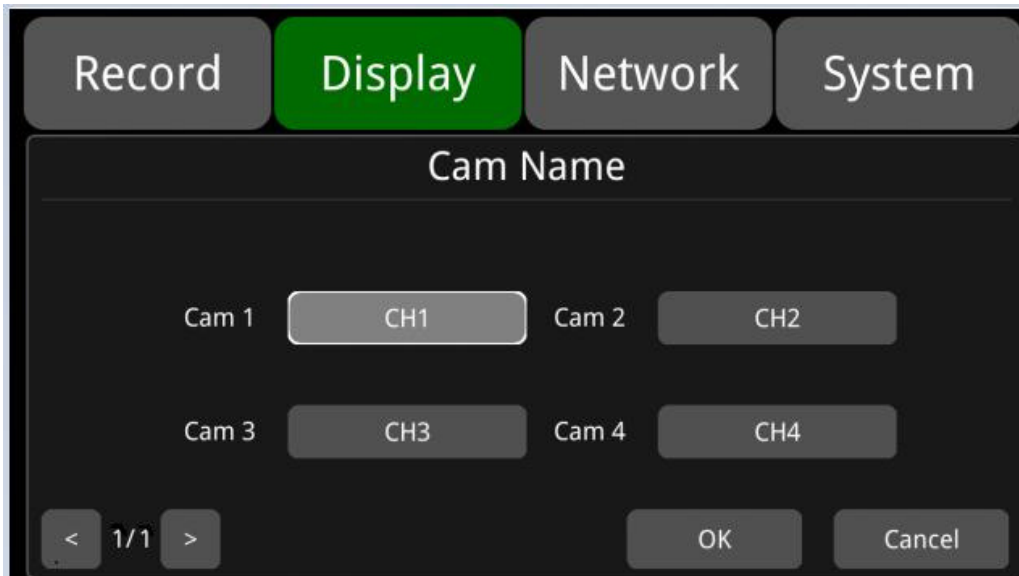 Record Display Network System
Cam Name
Cam 1 CH1 Cam 2 CH2
Cam 3 CH3 Cam 4 CH4
< 1/1 > OK Cancel